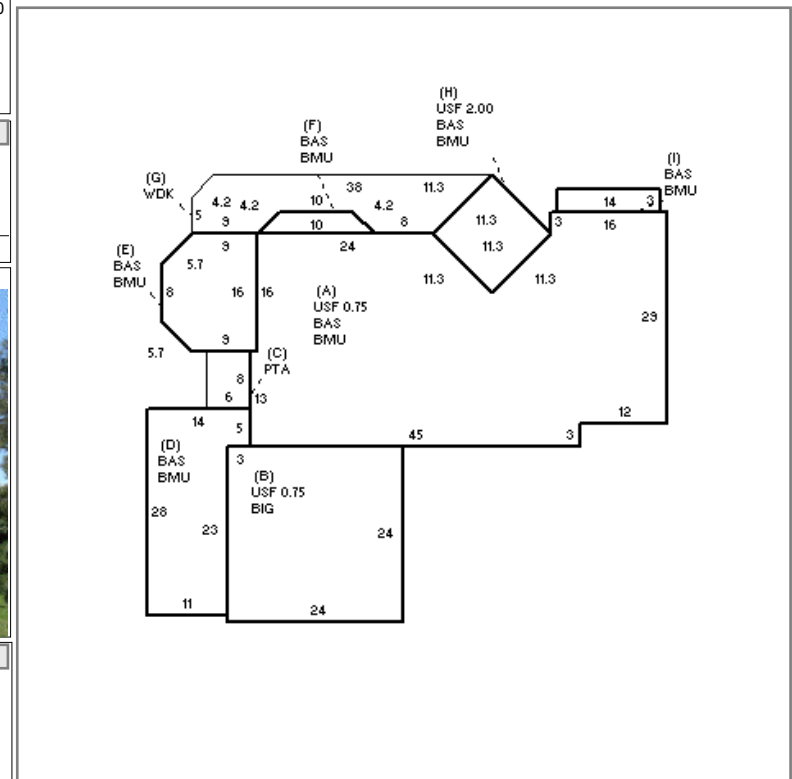 (H)
USF 2.00
BAS
BMU
(F)
BAS
BMU
(I)
BAS
BMU
(G)
WDK
38
11.3
4.2
4.2
10
4.2
5
9
10
8
11.3
14
3
3
16
(E)
BAS
BMU
9
24
11.3
5.7
8
16
16
11.3
11.3
(A)
USF 0.75
BAS
BMU
29
9
5.7
(C)
PTA
8
6
13
12
14
5
45
3
(D)
BAS
BMU
3
(B)
USF 0.75
BIG
28
23
24
11
24